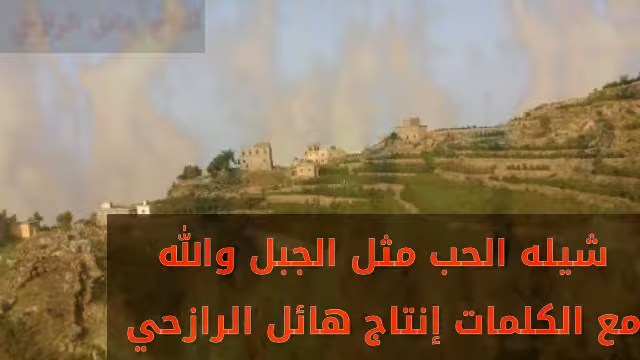 شيله الحب مثل الجبل والله
مع الكلمات إنتاج هائل الرازحي